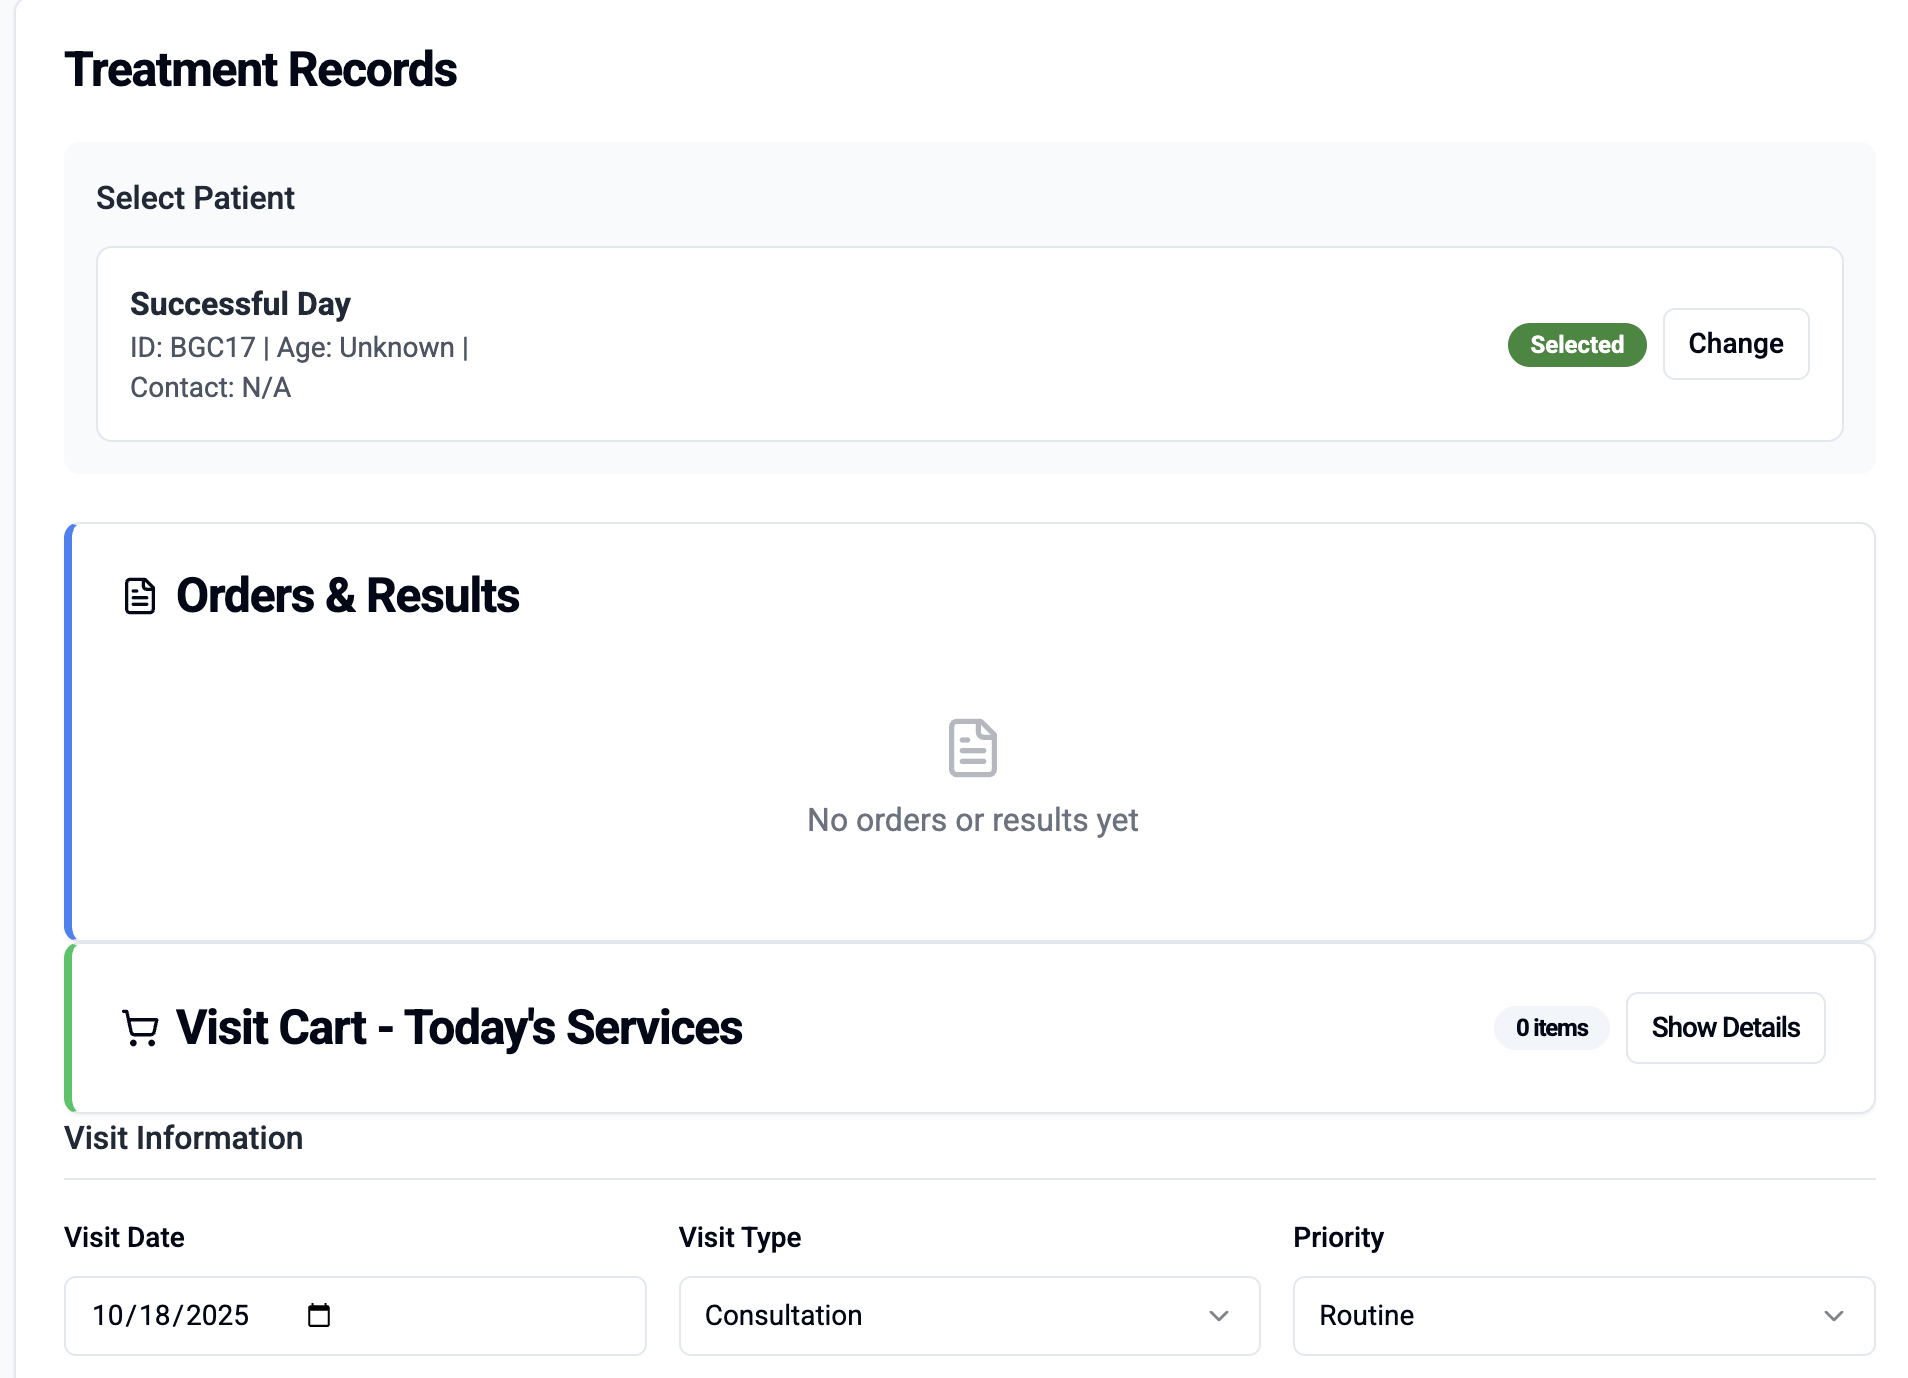 Treatment Records
Select Patient
Successful Day
ID: BGC17 | Age: Unknown |
Contact: N/A
Selected
Change
Orders & Results
No orders or results yet
Visit Cart - Today's Services
0 items
Show Details
Visit Information
Visit Date
Visit Type
Priority
10/18/2025
Consultation
Routine